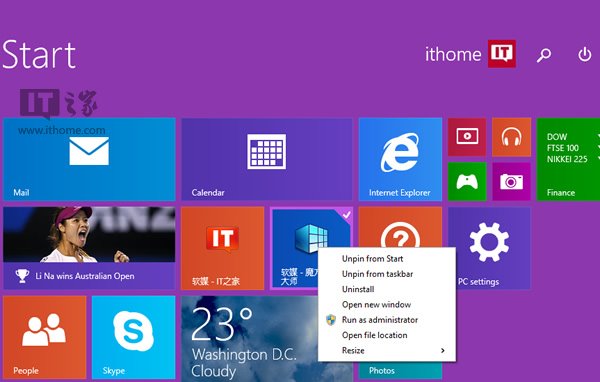 Start
ithome
IT
IT之家
www.ithome.com
Mail
Calendar
Internet Explorer
DOW
FTSE 100
NIKKEI 225
Finance
Li Na wins Australian Open
IT
软媒 - IT之家
软媒 - 魔方
大师
?
PC settings
Unpin from Start
Unpin from taskbar
Uninstall
Open new window
Run as administrator
Open file location
Resize
People
Skype
23°
Washington D.C.
Cloudy
Photos